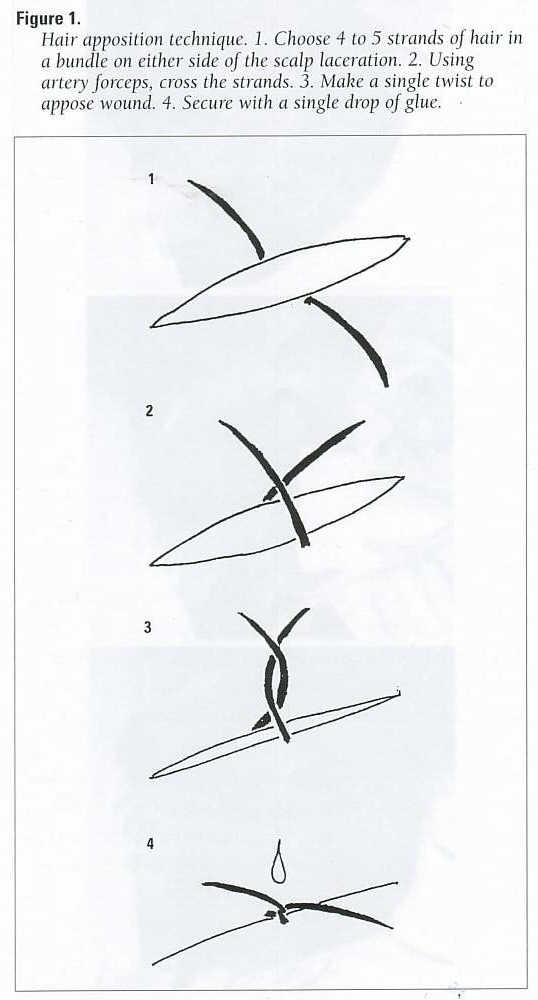 Figure 1.
Hair apposition technique. 1. Choose 4 to 5 strands of hair in
a bundle on either side of the scalp laceration. 2. Using
artery forceps, cross the strands. 3. Make a single twist to
appose wound. 4. Secure with a single drop of glue.
1
2
3
4